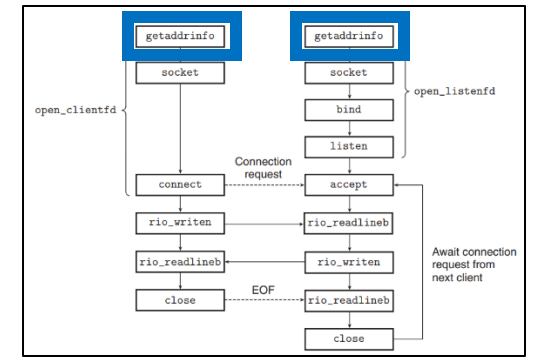 getaddrinfo getaddrinfo
socket socket
open_clientfd open_listenfd
bind
listen
Connection
request
connect accept
rio_writen rio_readlineb
Await connection
request from
next client
rio_readlineb rio_writen
EOF
close rio_readlineb
close